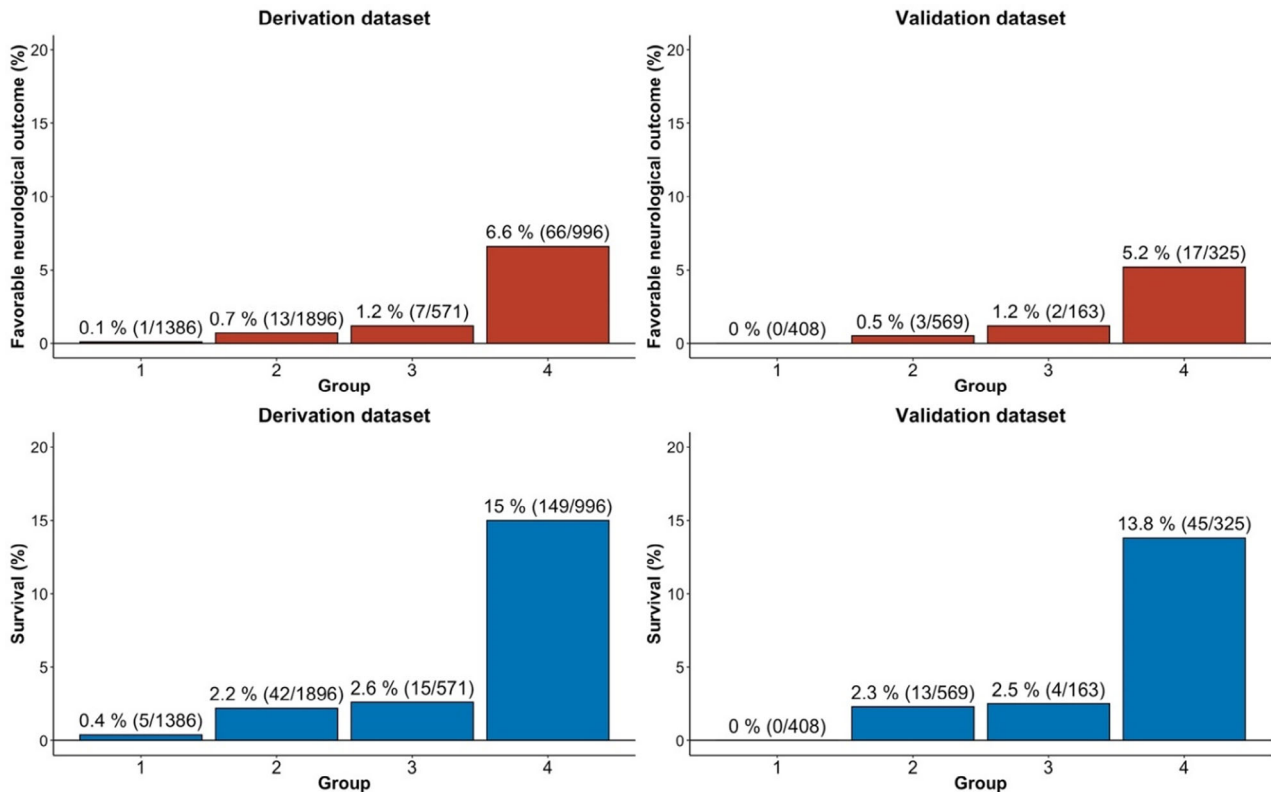 Derivation dataset
Favorable neurological outcome (%)
20
15
10
5
0
0.1 % (1/1386)
0.7 % (13/1896)
1.2 % (7/571)
6.6 % (66/996)
1 2 3 4
Group
Validation dataset
Favorable neurological outcome (%)
20
15
10
5
0
0 % (0/408)
0.5 % (3/569)
1.2 % (2/163)
5.2 % (17/325)
1 2 3 4
Group
Derivation dataset
Survival (%)
20
15
10
5
0
0.4 % (5/1386)
2.2 % (42/1896)
2.6 % (15/571)
15 % (149/996)
1 2 3 4
Group
Validation dataset
Survival (%)
20
15
10
5
0
0 % (0/408)
2.3 % (13/569)
2.5 % (4/163)
13.8 % (45/325)
1 2 3 4
Group